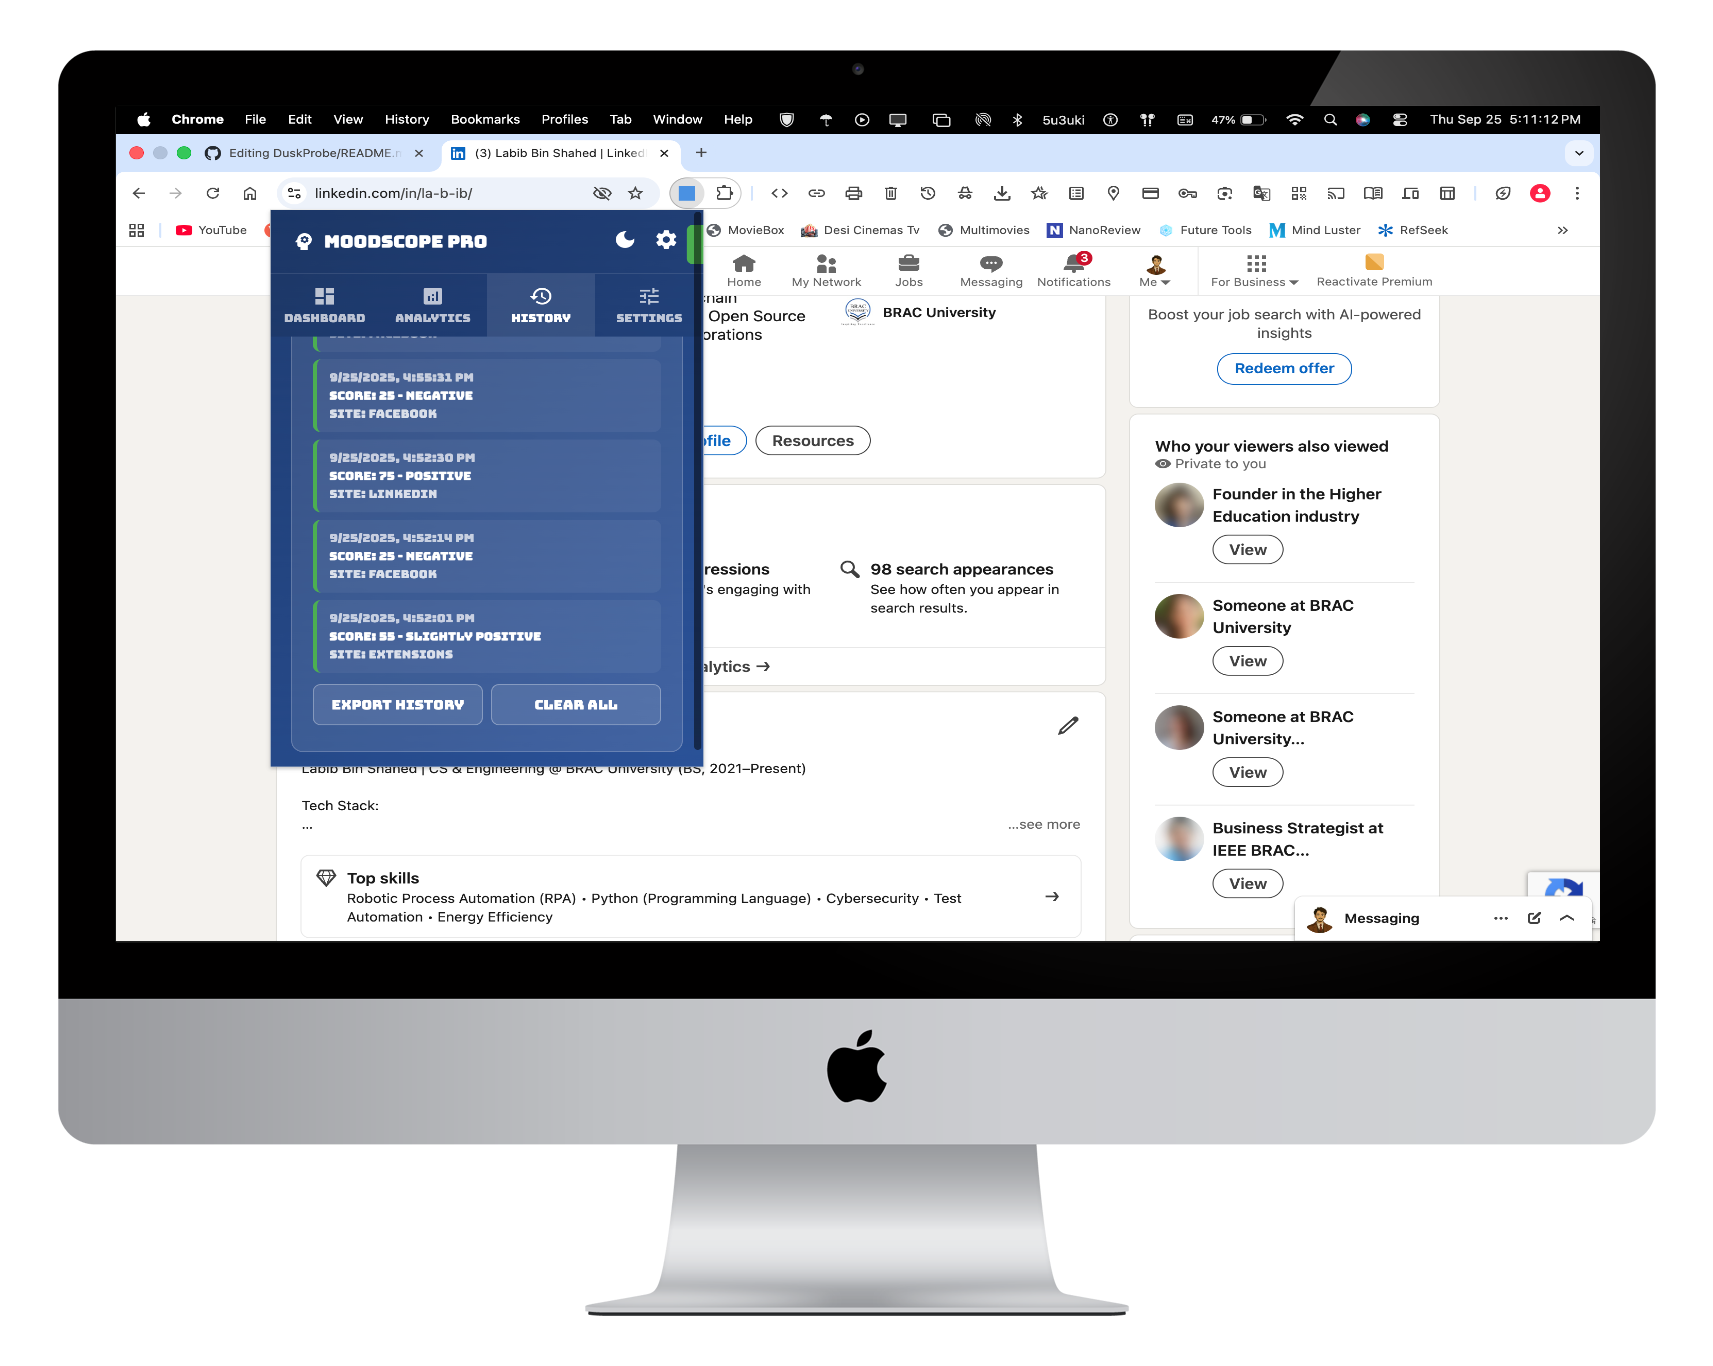 Chrome File Edit View History Bookmarks Profiles Tab Window Help 5u3uki 47% Thu Sep 25 5:11:12 PM
Editing DuskProbe/README.n
in (3) Labib Bin Shahed | Linked
linkedin.com/in/la-b-ib/
YouTube
MovieBox Desi Cinemas Tv Multimovies N NanoReview Future Tools Mind Luster RefSeek
MOODSCOPE PRO
DASHBOARD ANALYTICS HISTORY SETTINGS
9/25/2025, 4:55:31 PM
SCORE: 25 - NEGATIVE
SITE: FACEBOOK
9/25/2025, 4:52:30 PM
SCORE: 75 - POSITIVE
SITE: LINKEDIN
9/25/2025, 4:52:14 PM
SCORE: 25 - NEGATIVE
SITE: FACEBOOK
9/25/2025, 4:52:01 PM
SCORE: 55 - SLIGHTLY POSITIVE
SITE: EXTENSIONS
EXPORT HISTORY CLEAR ALL
Home My Network Jobs Messaging 3 Notifications Me For Business Reactivate Premium
chain
Open Source
orations
BRAC University
ofile Resources
ressions
's engaging with
98 search appearances
See how often you appear in
search results.
alytics →
Labib Bin Shahed | CS & Engineering @ BRAC University (BS, 2021–Present)
Tech Stack:
...
...see more
Top skills
Robotic Process Automation (RPA) • Python (Programming Language) • Cybersecurity • Test
Automation • Energy Efficiency
Boost your job search with AI-powered
insights
Redeem offer
Who your viewers also viewed
Private to you
Founder in the Higher
Education industry
View
Someone at BRAC
University
View
Someone at BRAC
University...
View
Business Strategist at
IEEE BRAC...
View
Messaging